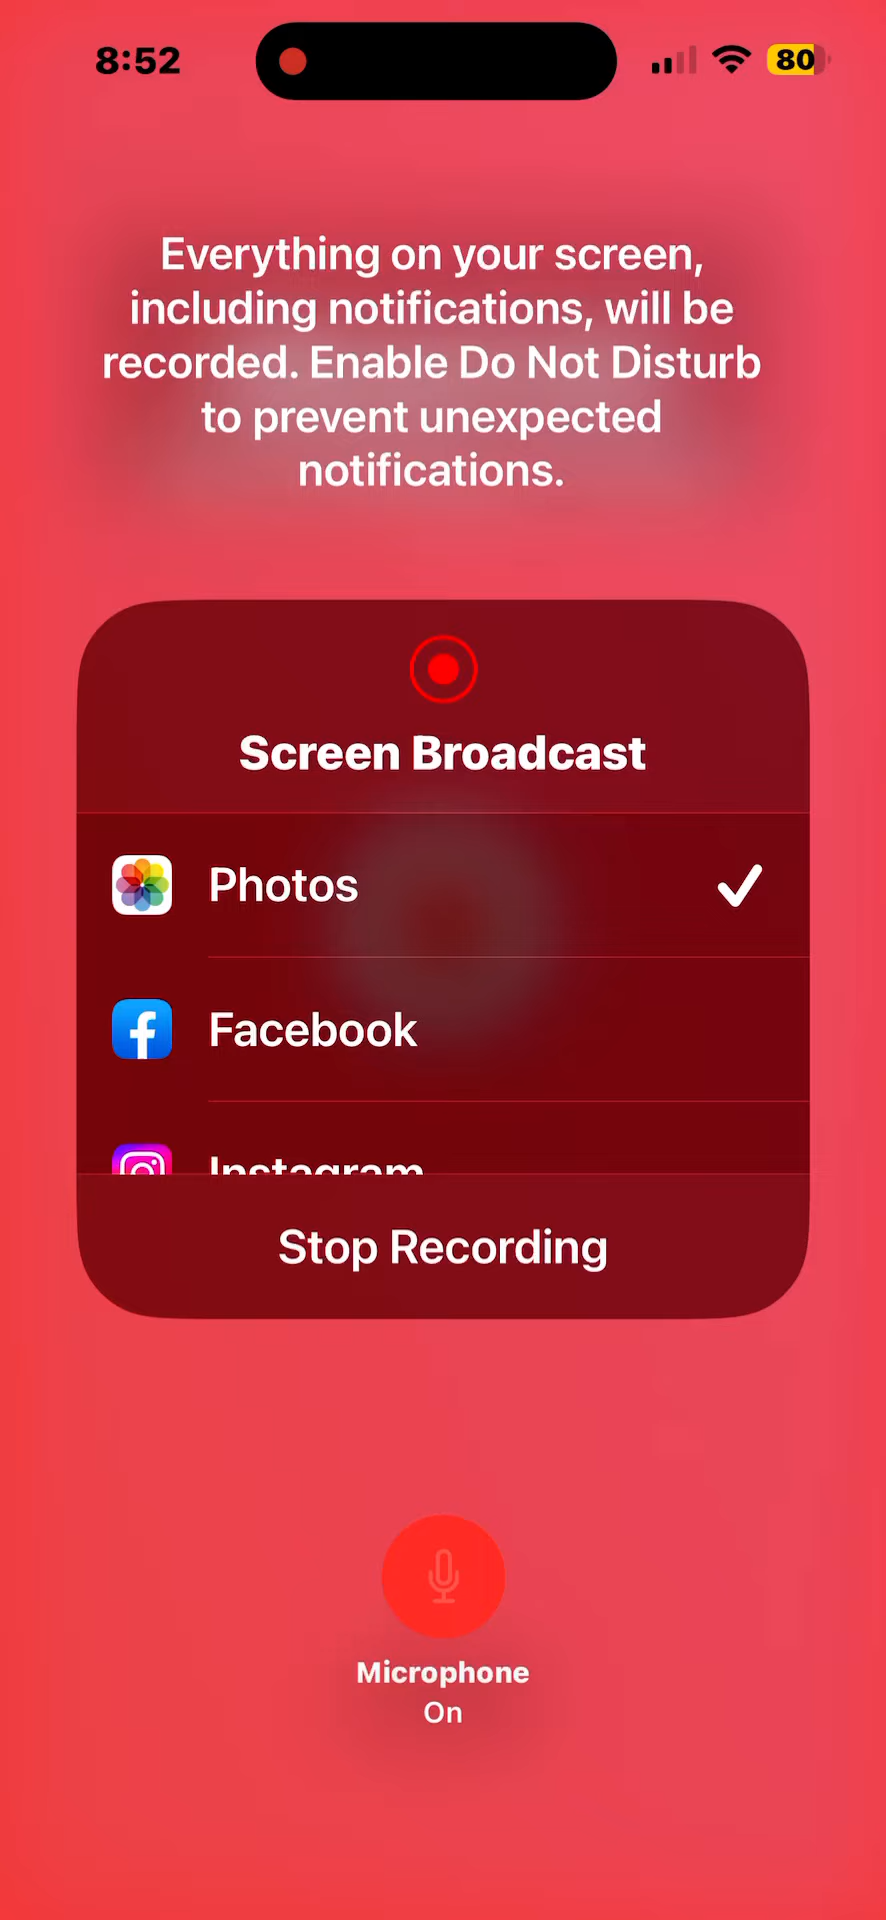 8:52
80
Everything on your screen,
including notifications, will be
recorded. Enable Do Not Disturb
to prevent unexpected
notifications.
Screen Broadcast
Photos
Facebook
Instagram
Stop Recording
Microphone
On